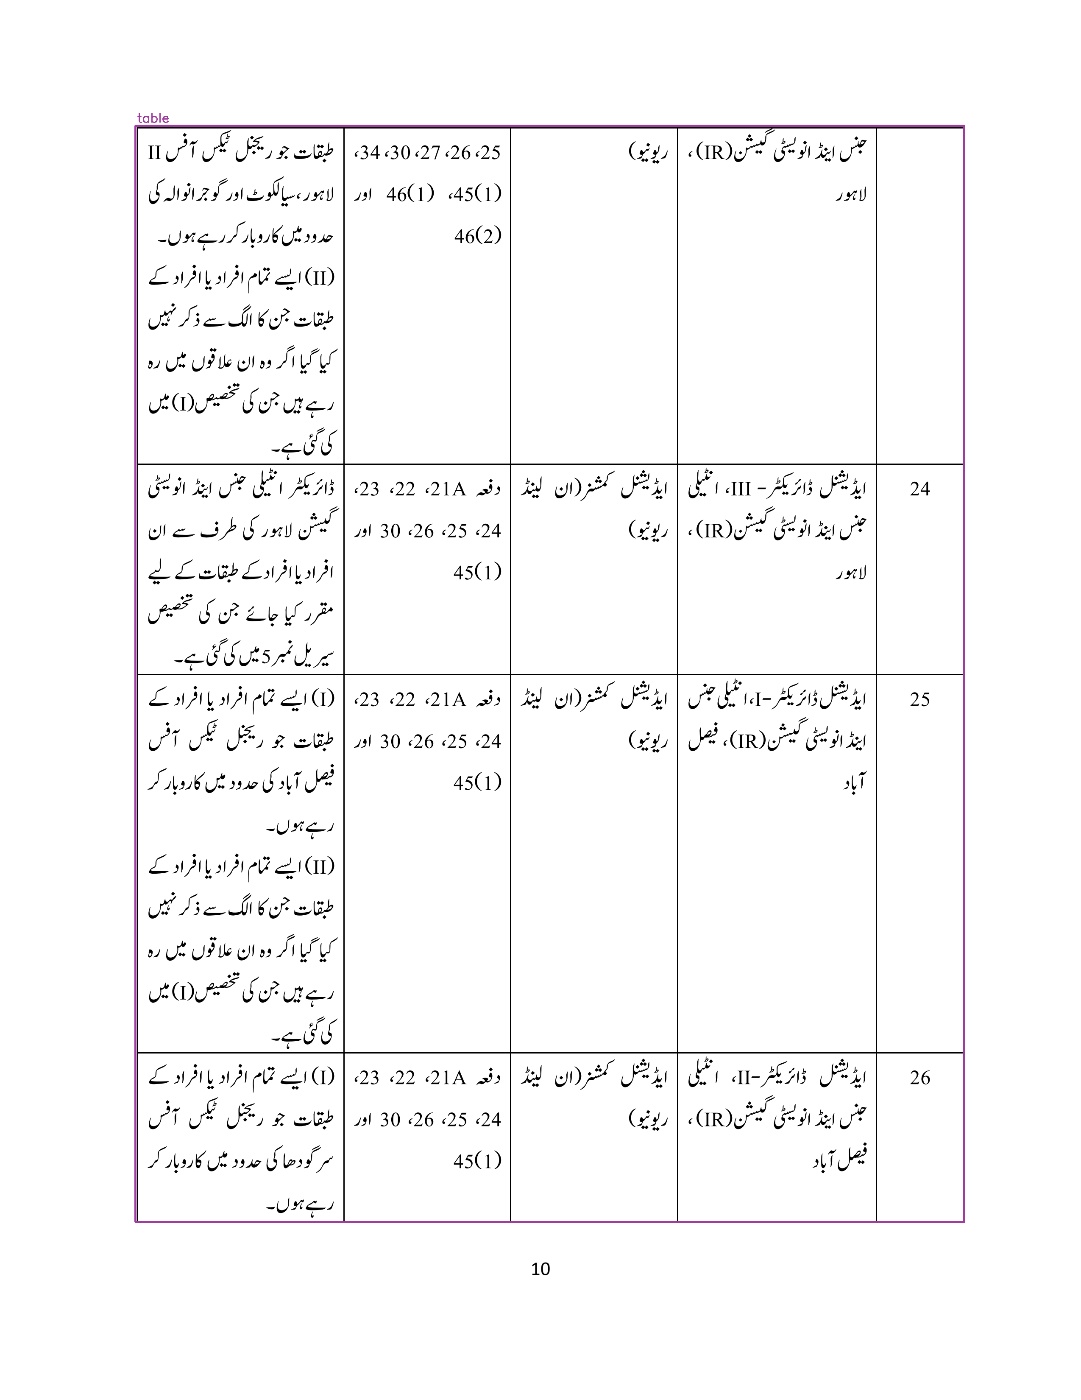 table
جنس اینڈ انویسٹی گیشن(IR)،
لاہور
ریونیو)
25، 26، 27، 30، 34،
45(1)، 46(1) اور
46(2)
طبقات جو ریجنل ٹیکس آفس II
لاہور، سیالکوٹ اور گوجرانوالہ کی
حدود میں کاروبار کر رہے ہوں۔
(II) ایسے تمام افراد یا افراد کے
طبقات جن کا الگ سے ذکر نہیں
کیا گیا اگر وہ ان علاقوں میں رہ
رہے ہیں جن کی تخصیص(I) میں
کی گئی ہے۔
24
ایڈیشنل ڈائریکٹر- III، انٹیلی
جنس اینڈ انویسٹی گیشن(IR)،
لاہور
ایڈیشنل کمشنر(ان لینڈ
ریونیو)
دفعہ 21A، 22، 23،
24، 25، 26، 30 اور
45(1)
ڈائریکٹر انٹیلی جنس اینڈ انویسٹی
گیشن لاہور کی طرف سے ان
افراد یا افراد کے طبقات کے لیے
مقرر کیا جائے جن کی تخصیص
سیریل نمبر 5 میں کی گئی ہے۔
25
ایڈیشنل ڈائریکٹر-I، انٹیلی جنس
اینڈ انویسٹی گیشن(IR)، فیصل
آباد
ایڈیشنل کمشنر(ان لینڈ
ریونیو)
دفعہ 21A، 22، 23،
24، 25، 26، 30 اور
45(1)
(I) ایسے تمام افراد یا افراد کے
طبقات جو ریجنل ٹیکس آفس
فیصل آباد کی حدود میں کاروبار کر
رہے ہوں۔
(II) ایسے تمام افراد یا افراد کے
طبقات جن کا الگ سے ذکر نہیں
کیا گیا اگر وہ ان علاقوں میں رہ
رہے ہیں جن کی تخصیص(I) میں
کی گئی ہے۔
26
ایڈیشنل ڈائریکٹر-II، انٹیلی
جنس اینڈ انویسٹی گیشن(IR)،
فیصل آباد
ایڈیشنل کمشنر(ان لینڈ
ریونیو)
دفعہ 21A، 22، 23،
24، 25، 26، 30 اور
45(1)
(I) ایسے تمام افراد یا افراد کے
طبقات جو ریجنل ٹیکس آفس
سرگودھا کی حدود میں کاروبار کر
رہے ہوں۔
10